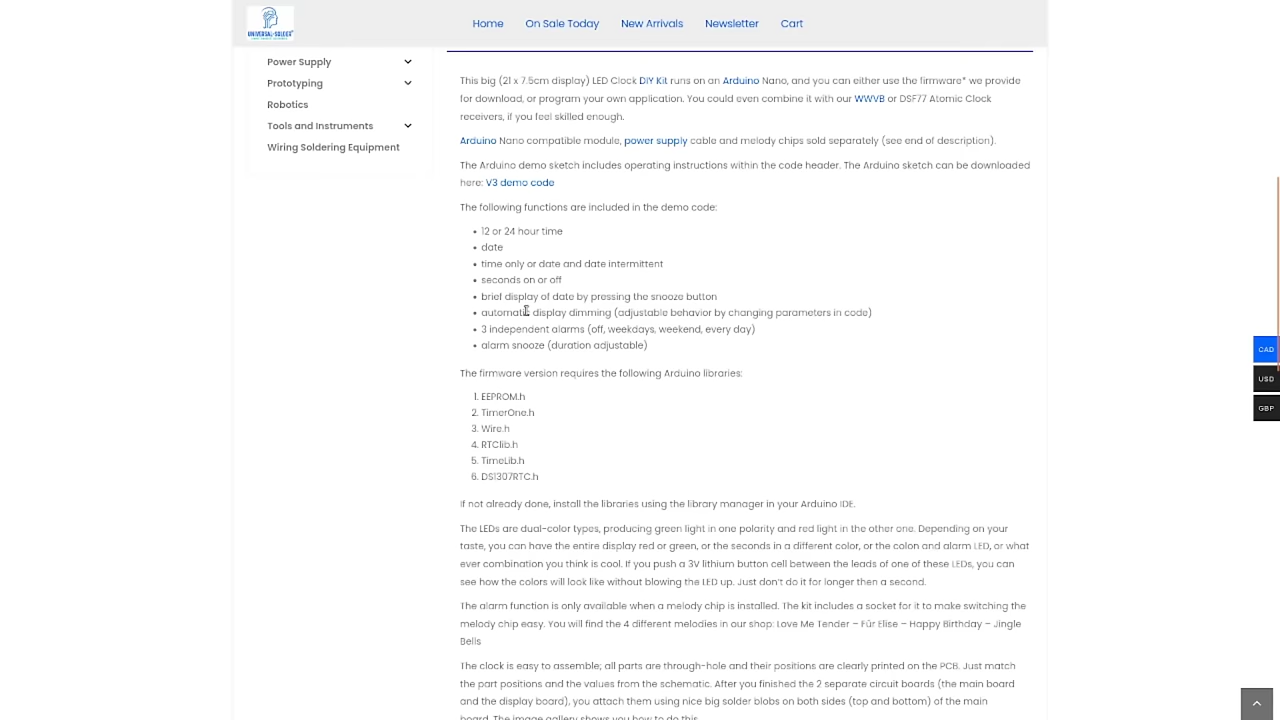 UNIVERSAL-SOLDER
Home On Sale Today New Arrivals Newsletter Cart
Power Supply
Prototyping
Robotics
Tools and Instruments
Wiring Soldering Equipment
This big (21 x 7.5cm display) LED Clock DIY Kit runs on an Arduino Nano, and you can either use the firmware* we provide
for download, or program your own application. You could even combine it with our WWVB or DSF77 Atomic Clock
receivers, if you feel skilled enough.
Arduino Nano compatible module, power supply cable and melody chips sold separately (see end of description).
The Arduino demo sketch includes operating instructions within the code header. The Arduino sketch can be downloaded
here: V3 demo code
The following functions are included in the demo code:
• 12 or 24 hour time
• date
• time only or date and date intermittent
• seconds on or off
• brief display of date by pressing the snooze button
• automatic display dimming (adjustable behavior by changing parameters in code)
• 3 independent alarms (off, weekdays, weekend, every day)
• alarm snooze (duration adjustable)
The firmware version requires the following Arduino libraries:
1. EEPROM.h
2. TimerOne.h
3. Wire.h
4. RTClib.h
5. TimeLib.h
6. DS1307RTC.h
If not already done, install the libraries using the library manager in your Arduino IDE.
The LEDs are dual-color types, producing green light in one polarity and red light in the other one. Depending on your
taste, you can have the entire display red or green, or the seconds in a different color, or the colon and alarm LED, or what
ever combination you think is cool. If you push a 3V lithium button cell between the leads of one of these LEDs, you can
see how the colors will look like without blowing the LED up. Just don't do it for longer then a second.
The alarm function is only available when a melody chip is installed. The kit includes a socket for it to make switching the
melody chip easy. You will find the 4 different melodies in our shop: Love Me Tender – Für Elise – Happy Birthday – Jingle
Bells
The clock is easy to assemble; all parts are through-hole and their positions are clearly printed on the PCB. Just match
the part positions and the values from the schematic. After you finished the 2 separate circuit boards (the main board
and the display board), you attach them using nice big solder blobs on both sides (top and bottom) of the main
board. The image gallery shows you how to do this.
CAD
USD
GBP